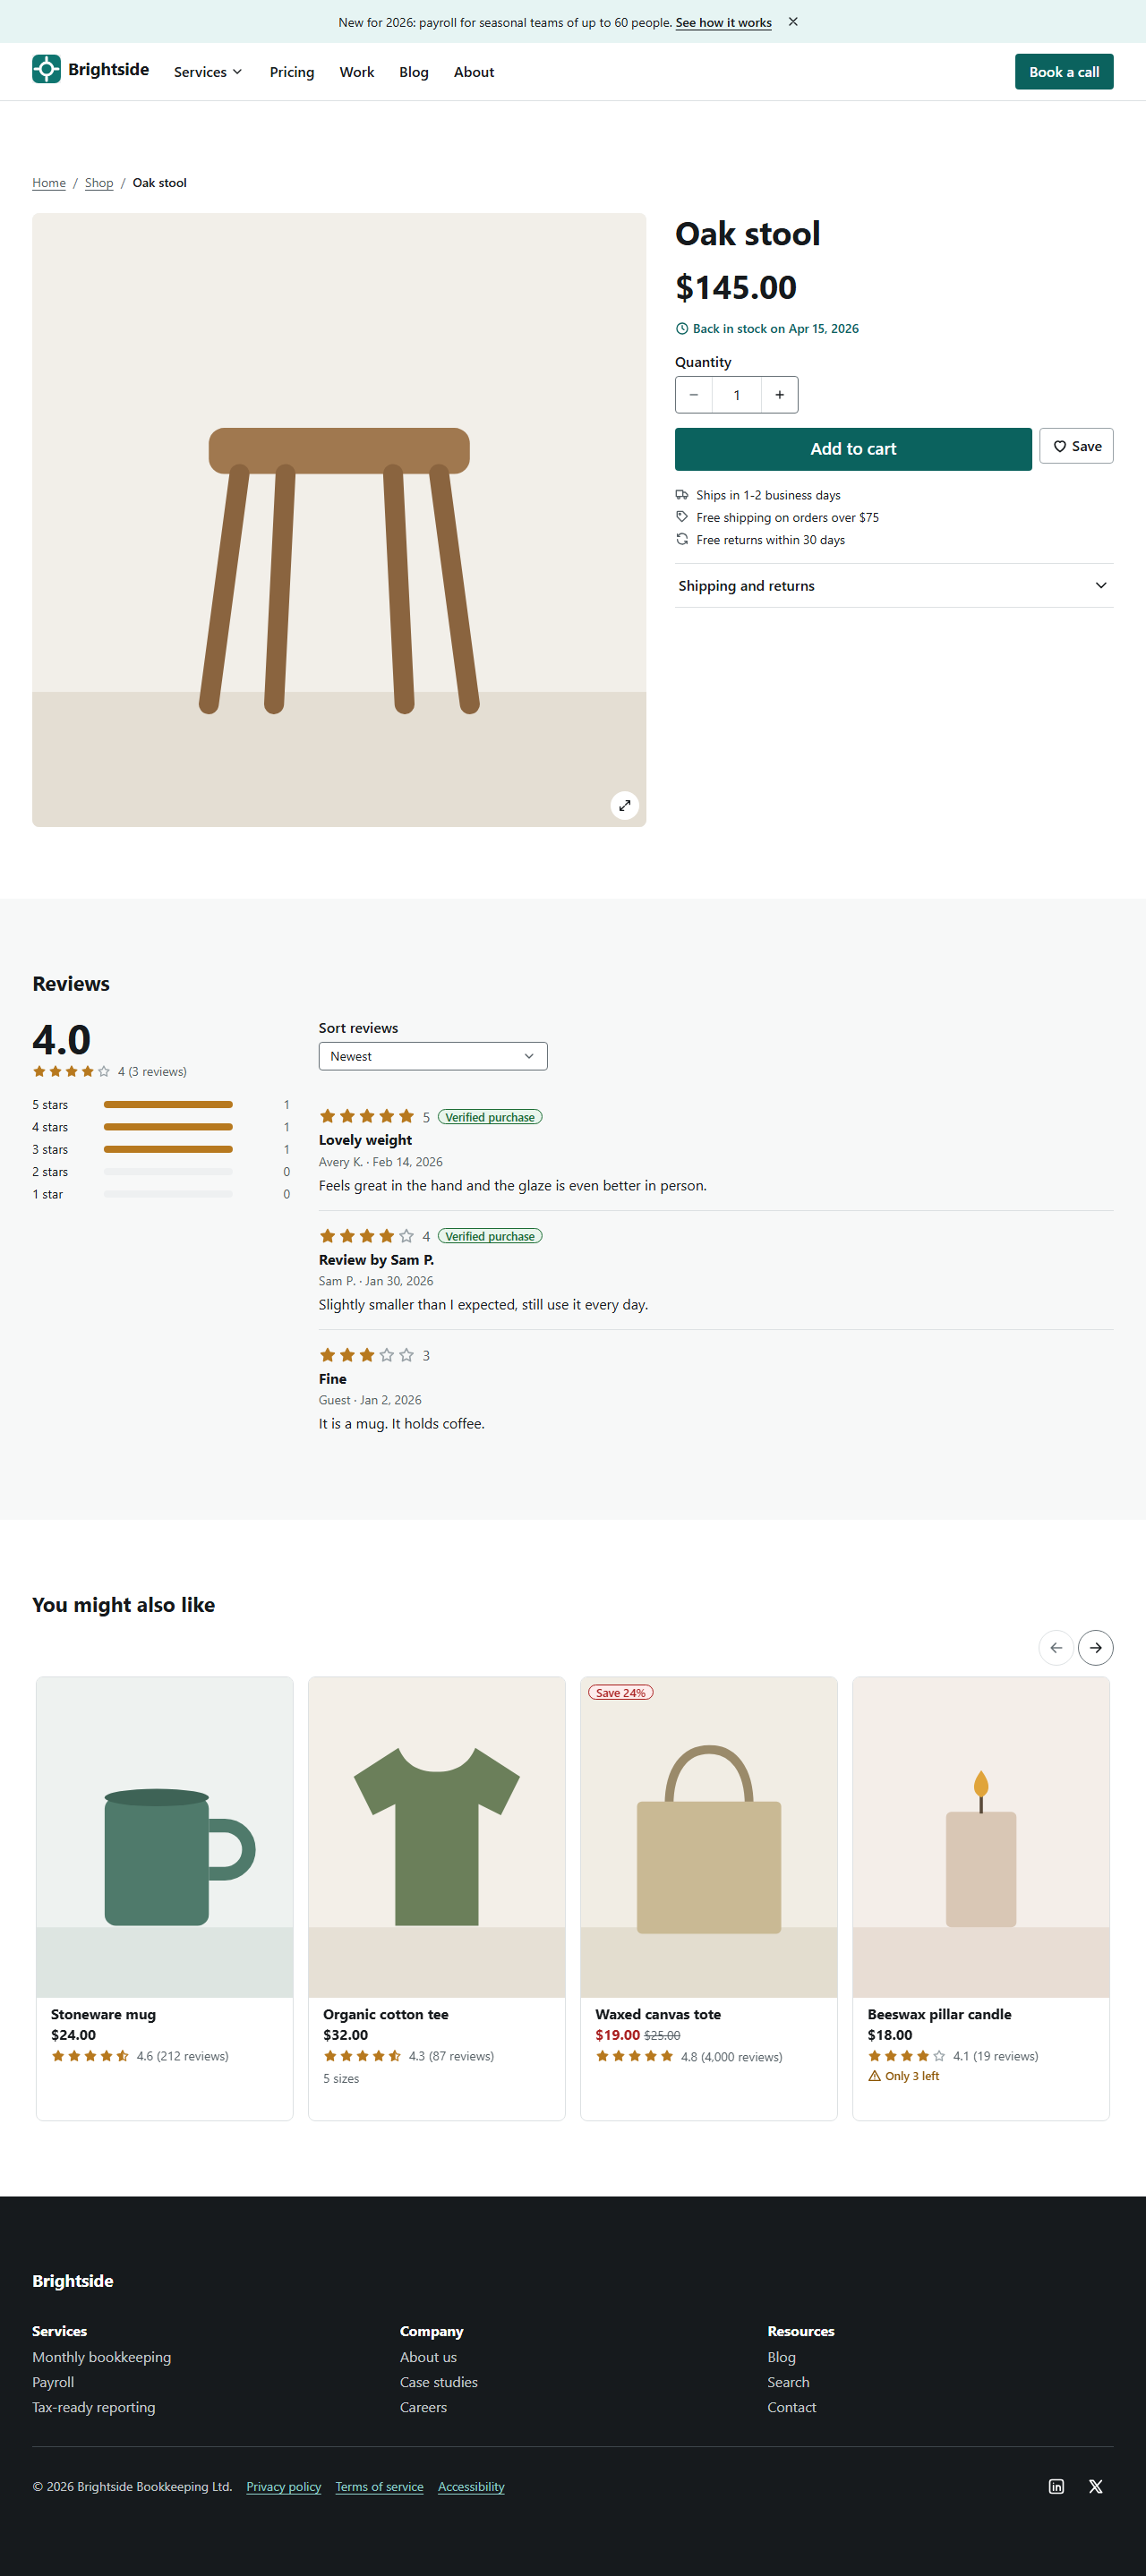 New for 2026: payroll for seasonal teams of up to 60 people. See how it works
Brightside
Services
Pricing
Work
Blog
About
Book a call
Home / Shop / Oak stool
Oak stool
$145.00
Back in stock on Apr 15, 2026
Quantity
1
Add to cart
Save
Ships in 1-2 business days
Free shipping on orders over $75
Free returns within 30 days
Shipping and returns
Reviews
4.0
4 (3 reviews)
5 stars 1
4 stars 1
3 stars 1
2 stars 0
1 star 0
Sort reviews
Newest
5 Verified purchase
Lovely weight
Avery K. · Feb 14, 2026
Feels great in the hand and the glaze is even better in person.
4 Verified purchase
Review by Sam P.
Sam P. · Jan 30, 2026
Slightly smaller than I expected, still use it every day.
3
Fine
Guest · Jan 2, 2026
It is a mug. It holds coffee.
You might also like
Stoneware mug
$24.00
4.6 (212 reviews)
Organic cotton tee
$32.00
4.3 (87 reviews)
5 sizes
Save 24%
Waxed canvas tote
$19.00 $25.00
4.8 (4,000 reviews)
Beeswax pillar candle
$18.00
4.1 (19 reviews)
Only 3 left
Brightside
Services
Monthly bookkeeping
Payroll
Tax-ready reporting
Company
About us
Case studies
Careers
Resources
Blog
Search
Contact
© 2026 Brightside Bookkeeping Ltd. Privacy policy Terms of service Accessibility